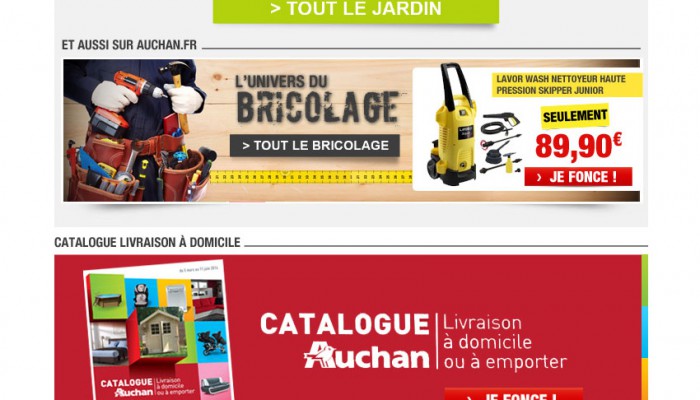 > TOUT LE JARDIN
ET AUSSI SUR AUCHAN.FR
L'UNIVERS DU
BRICOLAGE
> TOUT LE BRICOLAGE
LAVOR WASH NETTOYEUR HAUTE
PRESSION SKIPPER JUNIOR
SEULEMENT
89,90€
> JE FONCE !
CATALOGUE LIVRAISON À DOMICILE
CATALOGUE
Auchan
Livraison
à domicile
ou à emporter
CATALOGUE
Auchan
Livraison
à domicile
ou à emporter
> JE FONCE !